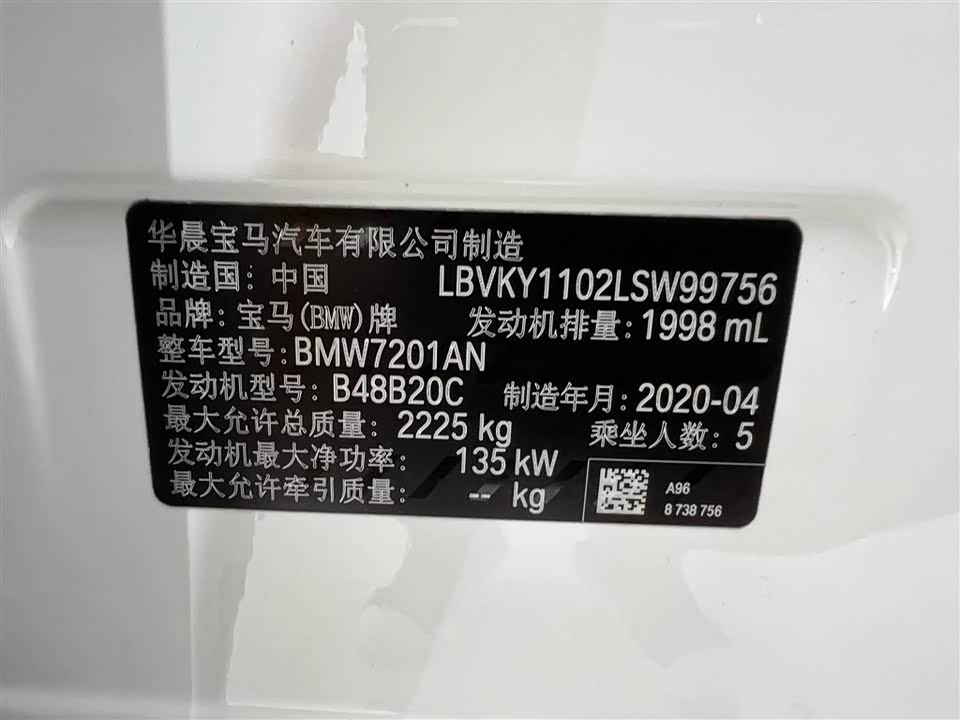 华晨宝马汽车有限公司制造
制造国: 中国 LBVKY1102LSW99756
品牌: 宝马(BMW)牌 发动机排量: 1998 mL
整车型号: BMW7201AN
发动机型号: B48B20C 制造年月: 2020-04
最大允许总质量: 2225 kg 乘坐人数: 5
发动机最大净功率: 135 kW
最大允许牵引质量: -- kg
A96
8 738 756